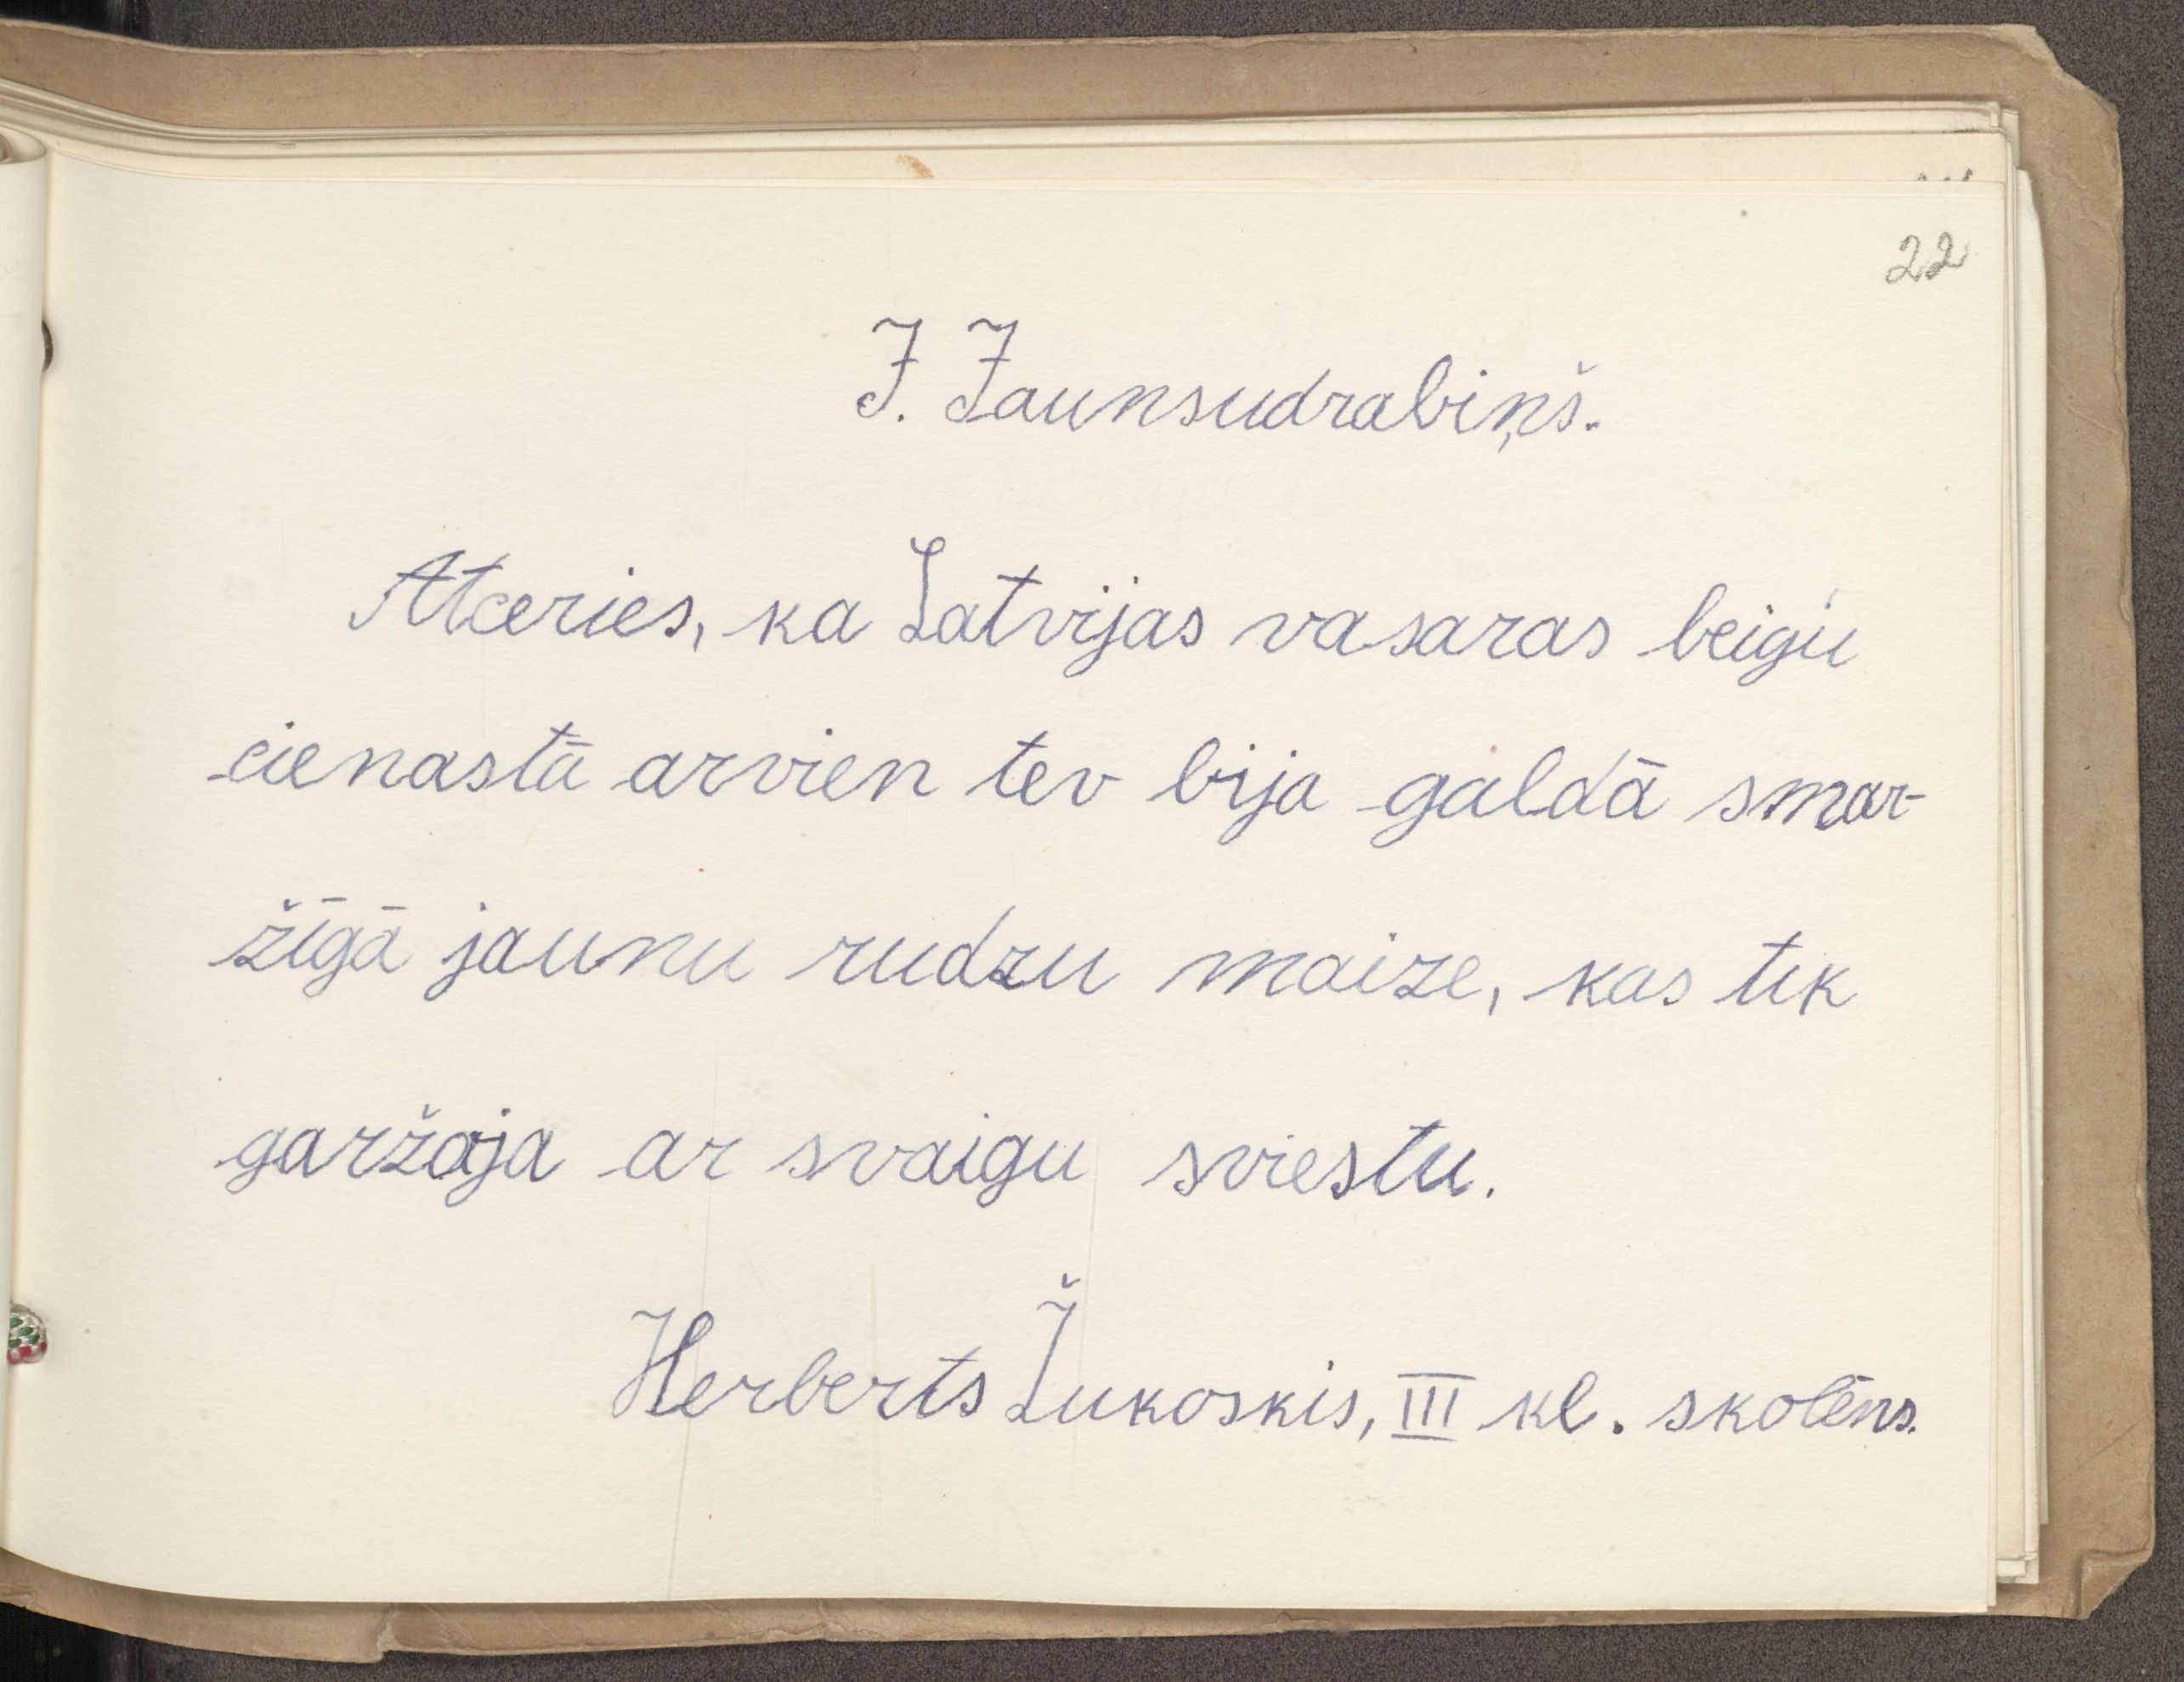 22
J. Jaunsudrabiņš.
Atceries, ka Latvijas vasaras beigu
cienastā arvien tev bija galdā smar-
žīgā jaunu rudzu maize, kas tik
garžoja ar svaigu sviestu.
Herberts Žukoskis, III kl. skolēns.